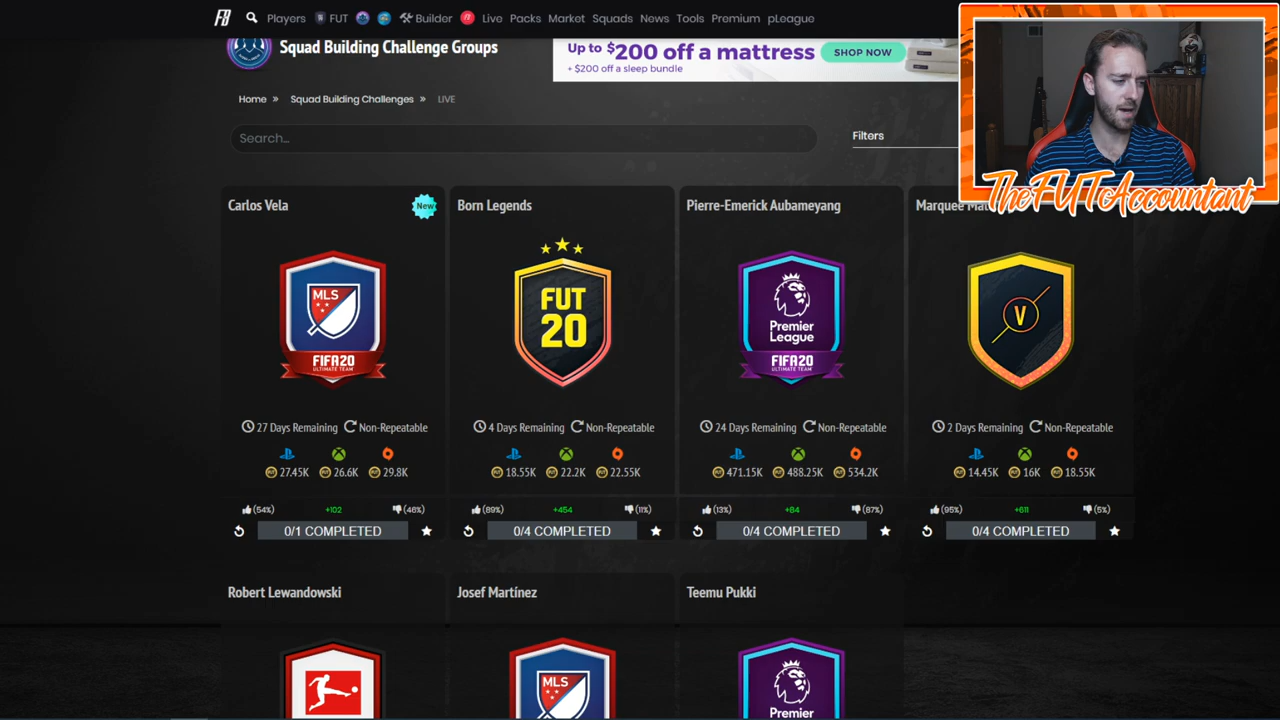 Players FUT Builder Live Packs Market Squads News Tools Premium pLeague
Squad Building Challenge Groups
Up to $200 off a mattress
+ $200 off a sleep bundle
SHOP NOW
Home » Squad Building Challenges » LIVE
Search...
Filters
TheFUTAccountant
Carlos Vela
New
MLS
FIFA20
ULTIMATE TEAM
27 Days Remaining Non-Repeatable
27.45K 26.6K 29.8K
(54%) +102 (46%)
0/1 COMPLETED
Born Legends
FUT
20
4 Days Remaining Non-Repeatable
18.55K 22.2K 22.55K
(89%) +454 (11%)
0/4 COMPLETED
Pierre-Emerick Aubameyang
Premier
League
FIFA20
ULTIMATE TEAM
24 Days Remaining Non-Repeatable
471.15K 488.25K 534.2K
(13%) +84 (87%)
0/4 COMPLETED
Marquee
V
2 Days Remaining Non-Repeatable
14.45K 16K 18.55K
(95%) +611 (5%)
0/4 COMPLETED
Robert Lewandowski
Josef Martínez
MLS
Teemu Pukki
Premier